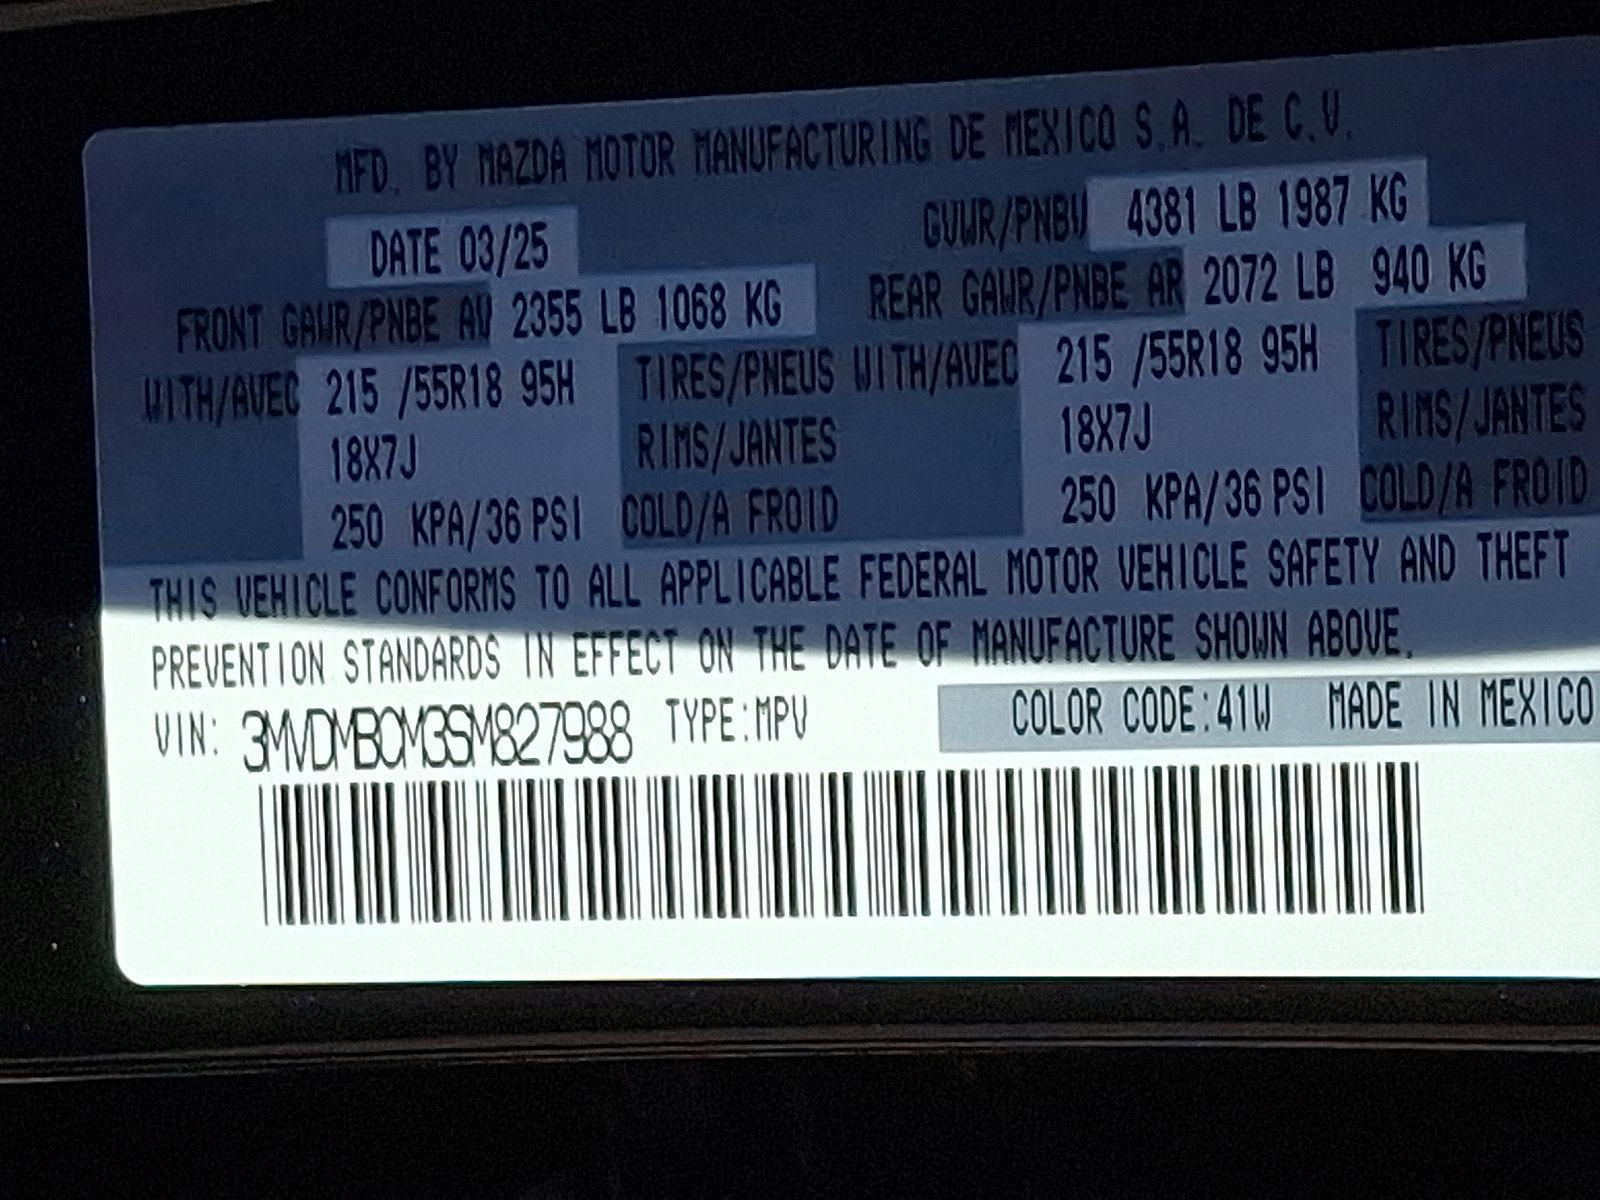 MFD. BY MAZDA MOTOR MANUFACTURING DE MEXICO S.A. DE C.V.
DATE 03/25 GVWR/PNBV 4381 LB 1987 KG
FRONT GAWR/PNBE AV 2355 LB 1068 KG REAR GAWR/PNBE AR 2072 LB 940 KG
WITH/AVEC 215 /55R18 95H TIRES/PNEUS WITH/AVEC 215 /55R18 95H TIRES/PNEUS
18X7J RIMS/JANTES 18X7J RIMS/JANTES
250 KPA/36 PSI COLD/A FROID 250 KPA/36 PSI COLD/A FROID
THIS VEHICLE CONFORMS TO ALL APPLICABLE FEDERAL MOTOR VEHICLE SAFETY AND THEFT
PREVENTION STANDARDS IN EFFECT ON THE DATE OF MANUFACTURE SHOWN ABOVE.
VIN: 3MVDMBCM3SM827988 TYPE:MPV COLOR CODE:41W MADE IN MEXICO